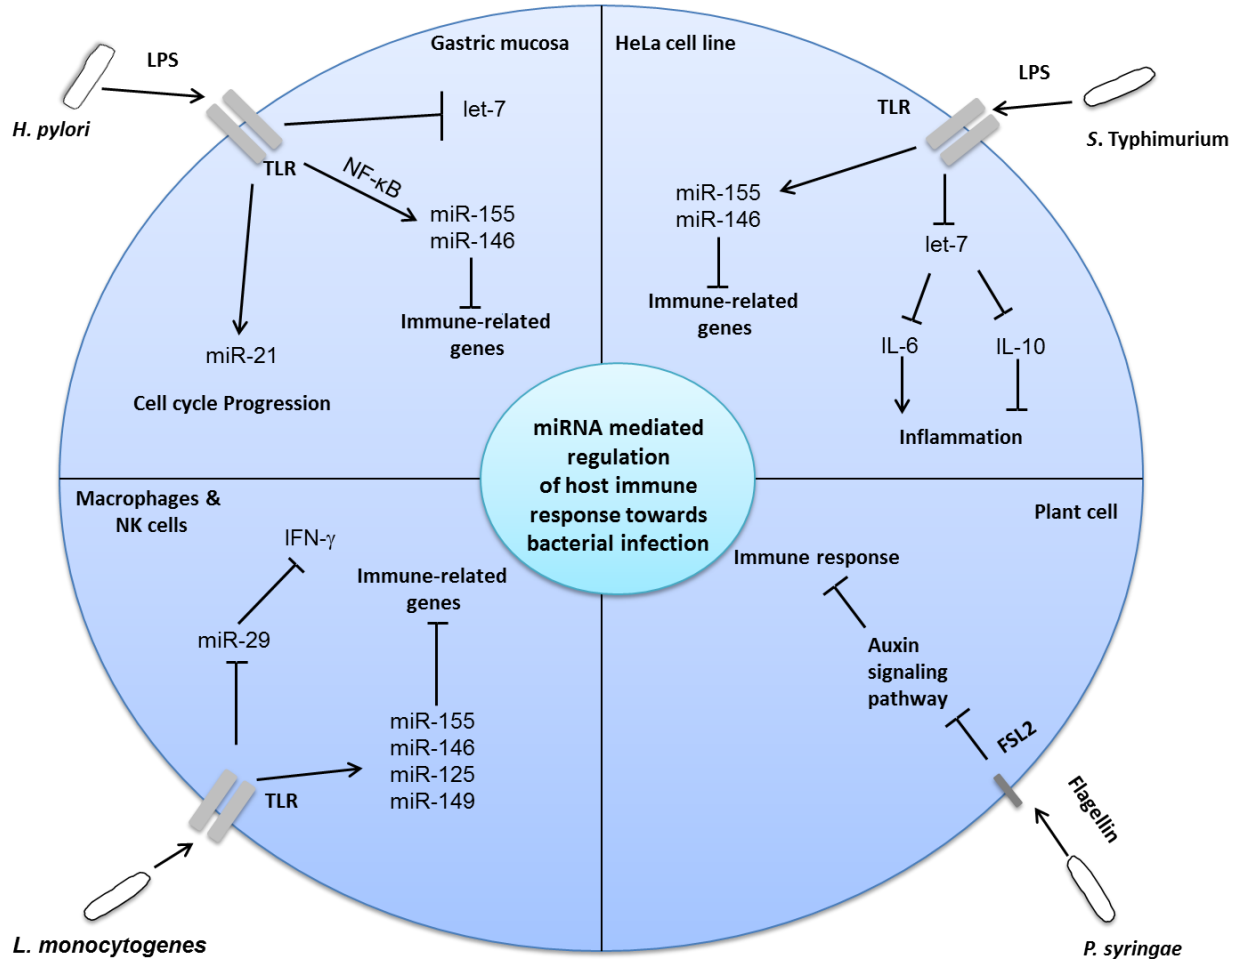 Gastric mucosa
LPS
H. pylori
let-7
TLR
NF-κB
miR-155
miR-146
Immune-related
genes
miR-21
Cell cycle Progression
HeLa cell line
LPS
TLR
S. Typhimurium
miR-155
miR-146
Immune-related
genes
let-7
IL-6
IL-10
Inflammation
miRNA mediated
regulation
of host immune
response towards
bacterial infection
Macrophages &
NK cells
IFN-γ
Immune-related
genes
miR-29
miR-155
miR-146
miR-125
miR-149
TLR
L. monocytogenes
Plant cell
Immune response
Auxin
signaling
pathway
FSL2
Flagellin
P. syringae